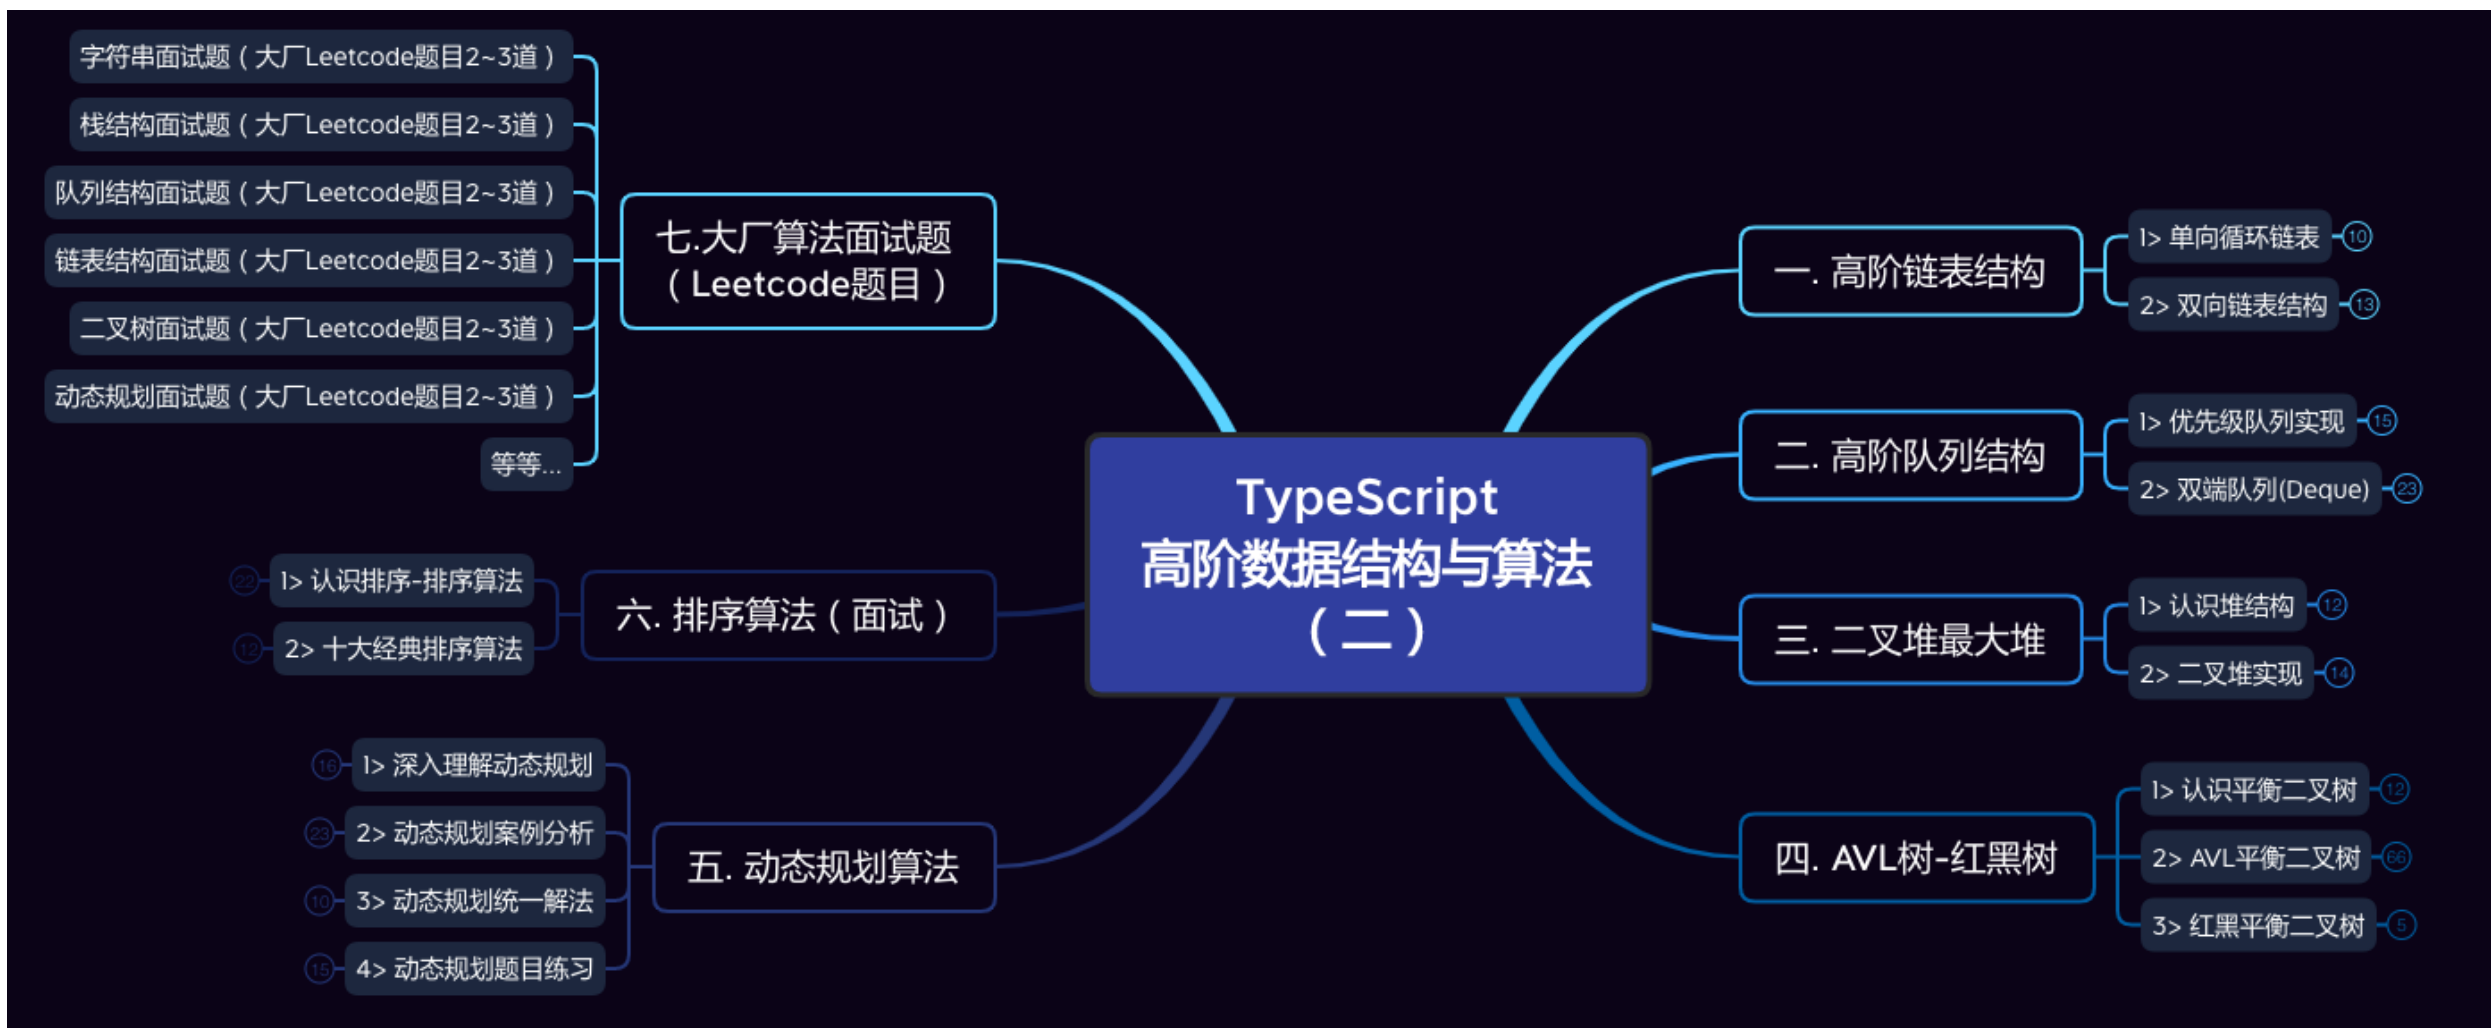 TypeScript
高阶数据结构与算法
（二）
一. 高阶链表结构
1> 单向循环链表
10
2> 双向链表结构
13
二. 高阶队列结构
1> 优先级队列实现
15
2> 双端队列(Deque)
23
三. 二叉堆最大堆
1> 认识堆结构
12
2> 二叉堆实现
14
四. AVL树-红黑树
1> 认识平衡二叉树
12
2> AVL平衡二叉树
66
3> 红黑平衡二叉树
5
五. 动态规划算法
1> 深入理解动态规划
16
2> 动态规划案例分析
23
3> 动态规划统一解法
10
4> 动态规划题目练习
15
六. 排序算法（面试）
1> 认识排序-排序算法
22
2> 十大经典排序算法
12
七.大厂算法面试题
（Leetcode题目）
字符串面试题（大厂Leetcode题目2~3道）
栈结构面试题（大厂Leetcode题目2~3道）
队列结构面试题（大厂Leetcode题目2~3道）
链表结构面试题（大厂Leetcode题目2~3道）
二叉树面试题（大厂Leetcode题目2~3道）
动态规划面试题（大厂Leetcode题目2~3道）
等等...